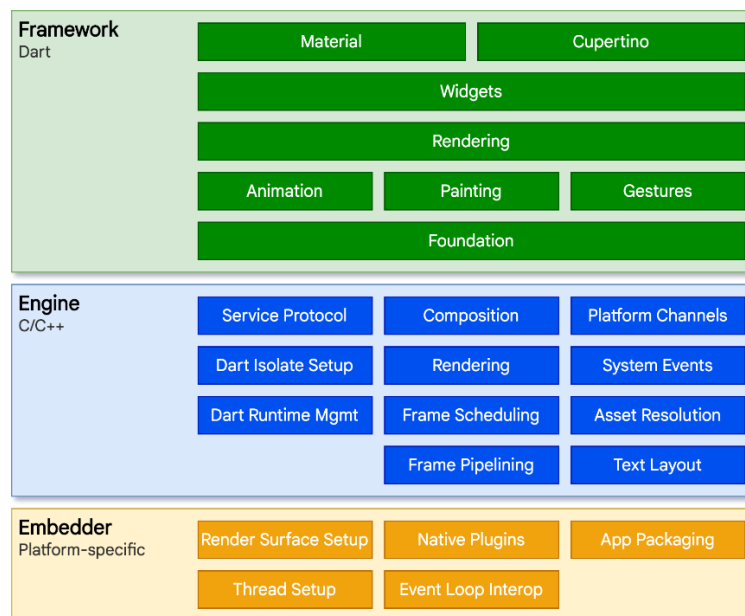 Framework
Dart
Material
Cupertino
Widgets
Rendering
Animation
Painting
Gestures
Foundation
Engine
C/C++
Service Protocol
Composition
Platform Channels
Dart Isolate Setup
Rendering
System Events
Dart Runtime Mgmt
Frame Scheduling
Asset Resolution
Frame Pipelining
Text Layout
Embedder
Platform-specific
Render Surface Setup
Native Plugins
App Packaging
Thread Setup
Event Loop Interop